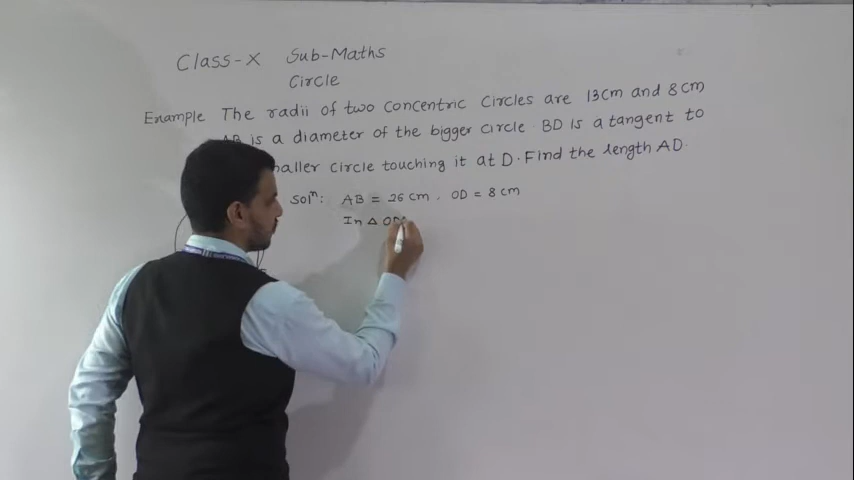 Class-X Sub-Maths
Circle
Example The radii of two concentric circles are 13cm and 8cm
AB is a diameter of the bigger circle. BD is a tangent to
smaller circle touching it at D. Find the length AD.
Soln: AB = 26 cm, OD = 8 cm
In △ OD